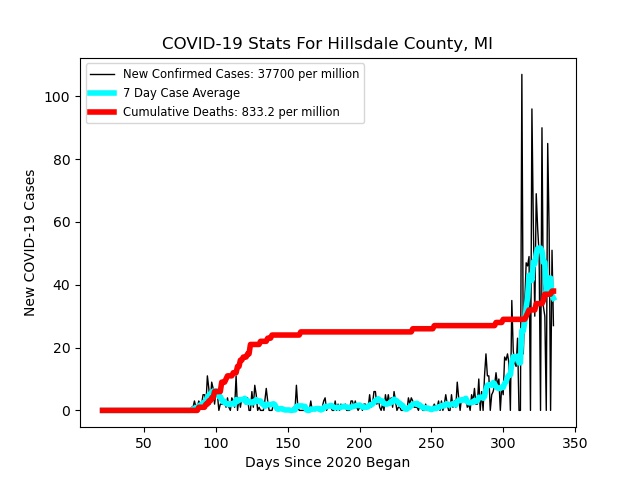 COVID-19 Stats For Hillsdale County, MI
New Confirmed Cases: 37700 per million
7 Day Case Average
Cumulative Deaths: 833.2 per million
New COVID-19 Cases
100
80
60
40
20
0
50 100 150 200 250 300 350
Days Since 2020 Began